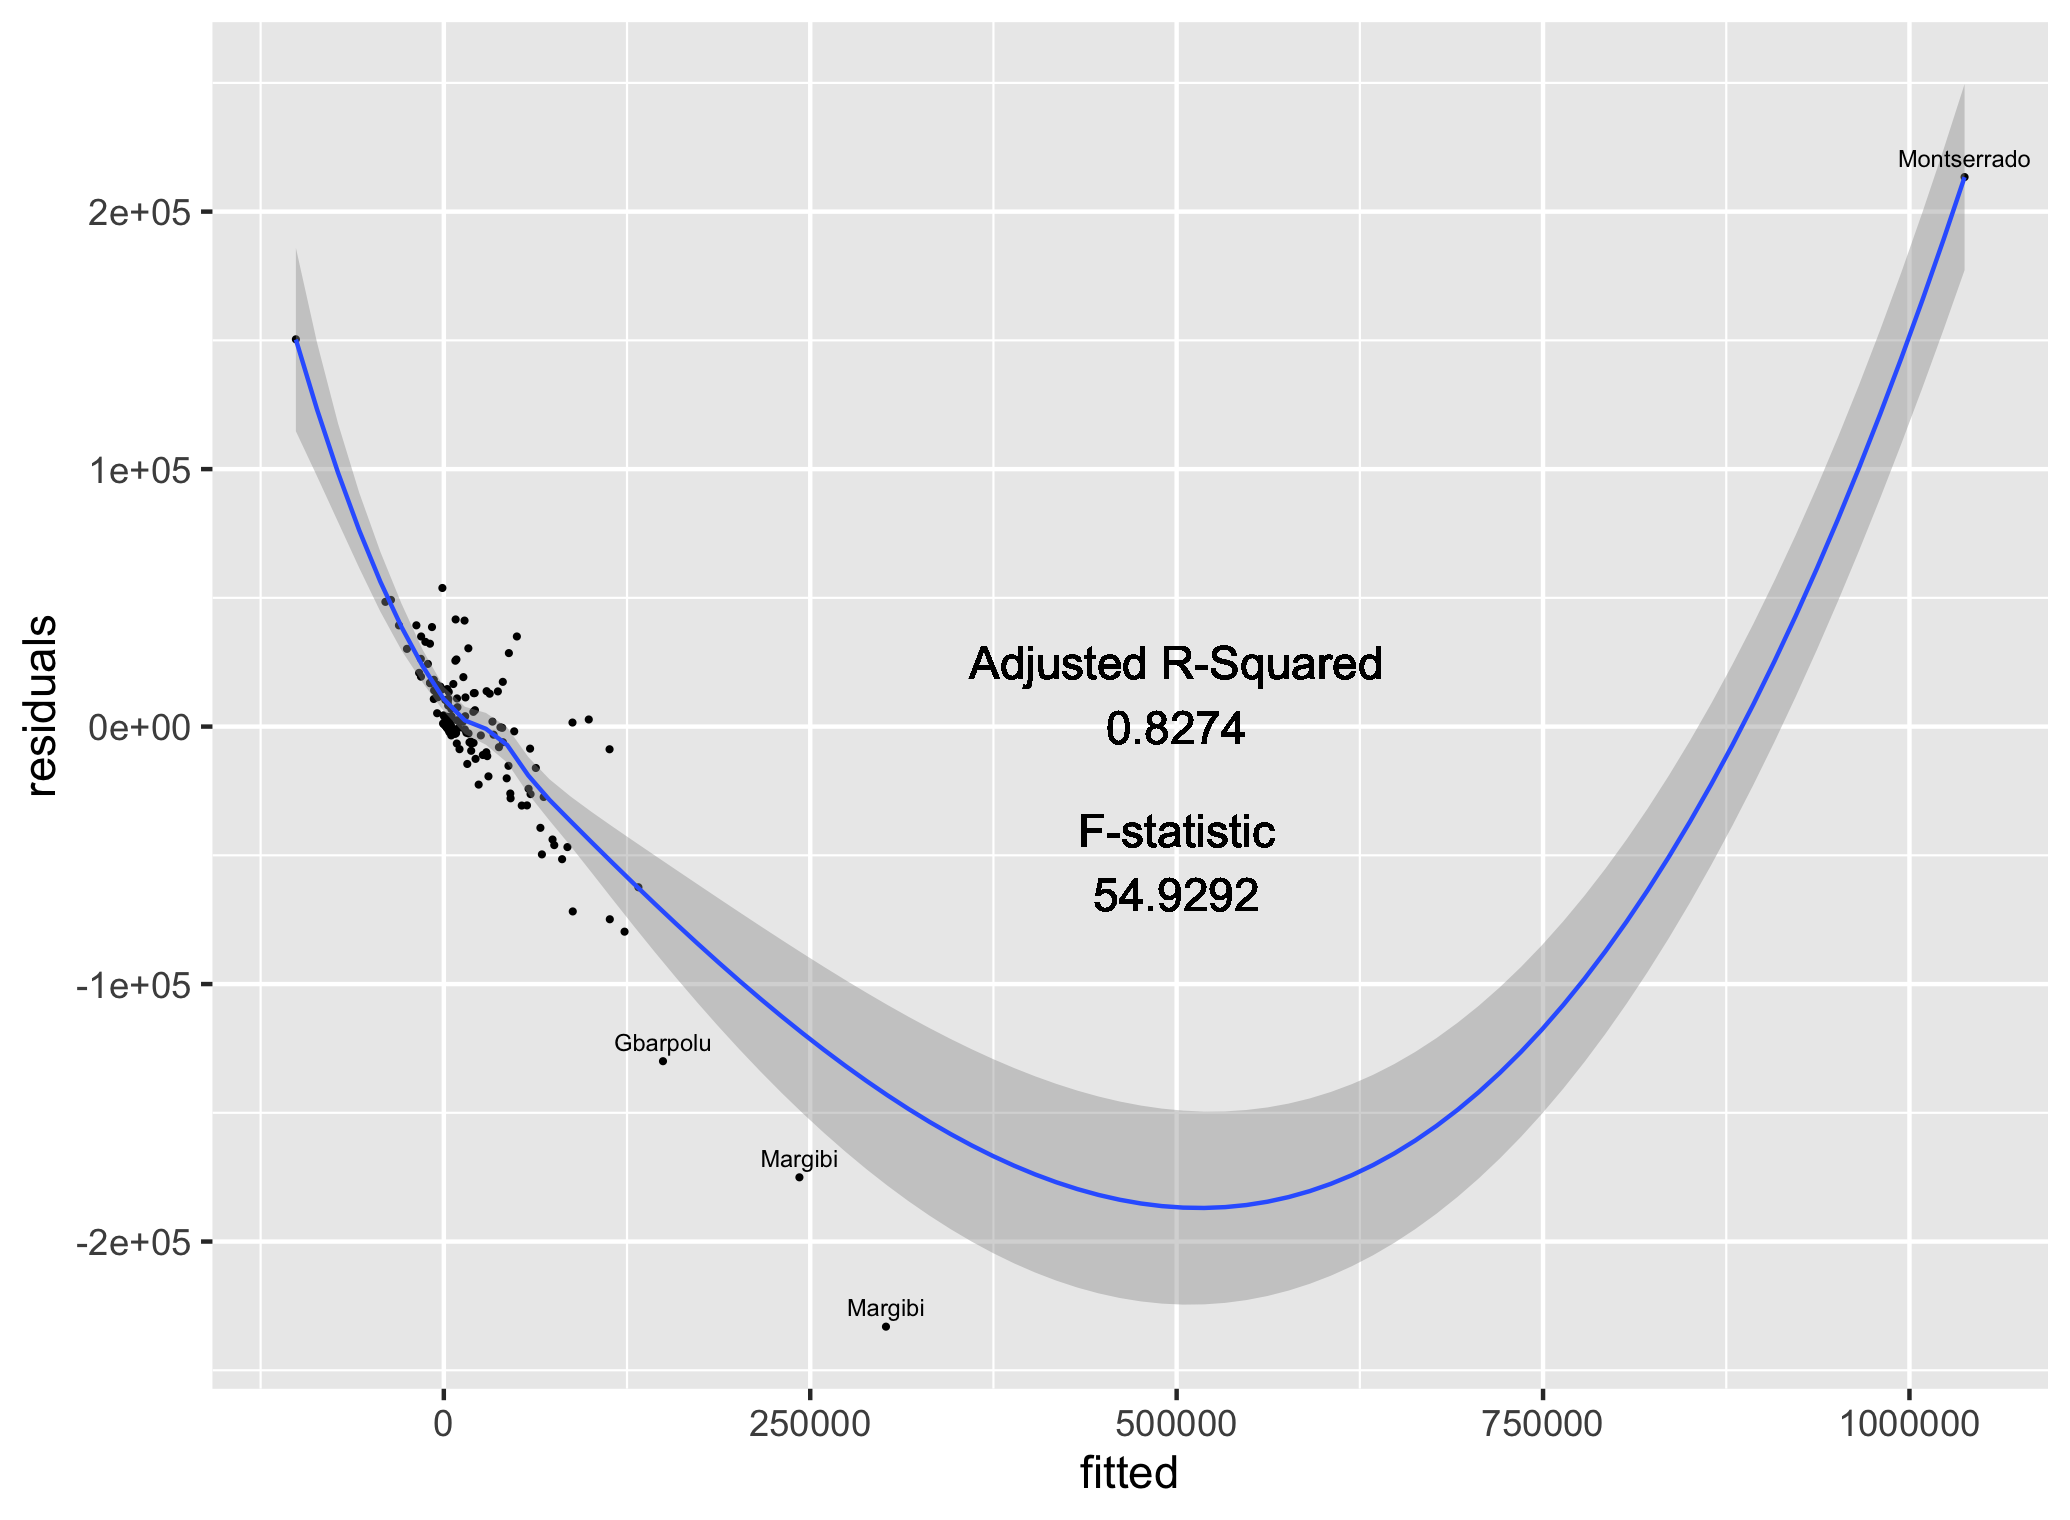 Montserrado
2e+05
1e+05
Adjusted R-Squared
0.8274
0e+00
F-statistic
54.9292
-1e+05
Gbarpolu
Margibi
-2e+05
Margibi
residuals
0 250000 500000 750000 1000000
fitted